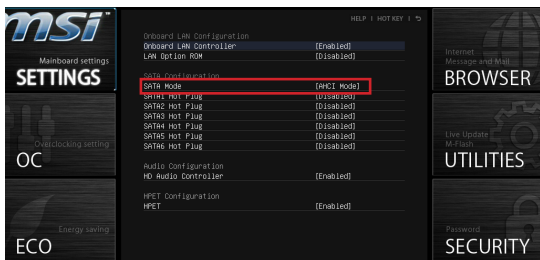 msi
HELP | HOT KEY | 
Mainboard settings
SETTINGS
Overclocking setting
OC
Energy saving
ECO
Onboard LAN Configuration
Onboard LAN Controller [Enabled]
LAN Option ROM [Disabled]
SATA Configuration
SATA Mode [AHCI Mode]
SATA1 Hot Plug [Disabled]
SATA2 Hot Plug [Disabled]
SATA3 Hot Plug [Disabled]
SATA4 Hot Plug [Disabled]
SATA5 Hot Plug [Disabled]
SATA6 Hot Plug [Disabled]
Audio Configuration
HD Audio Controller [Enabled]
HPET Configuration
HPET [Enabled]
Internet
Message and Mail
BROWSER
Live Update
M-Flash
UTILITIES
Password
SECURITY